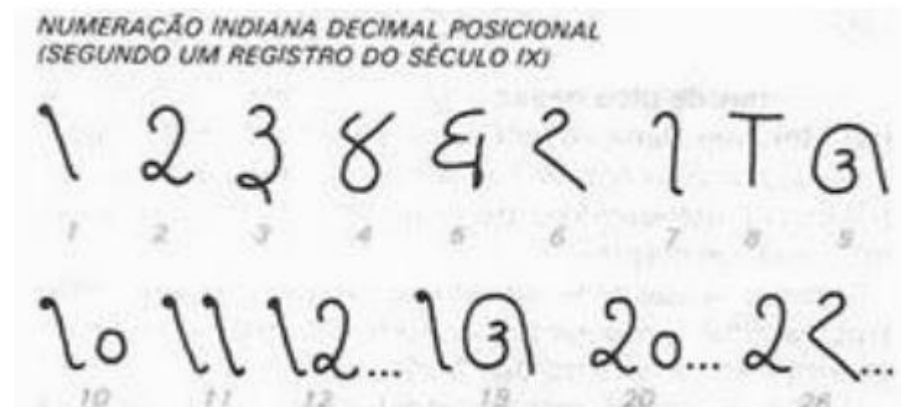 NUMERAÇÃO INDIANA DECIMAL POSICIONAL
(SEGUNDO UM REGISTRO DO SÉCULO IX)
1 2 3 4 5 6 7 8 9
10 11 12 ... 19 20 ... 26 ...